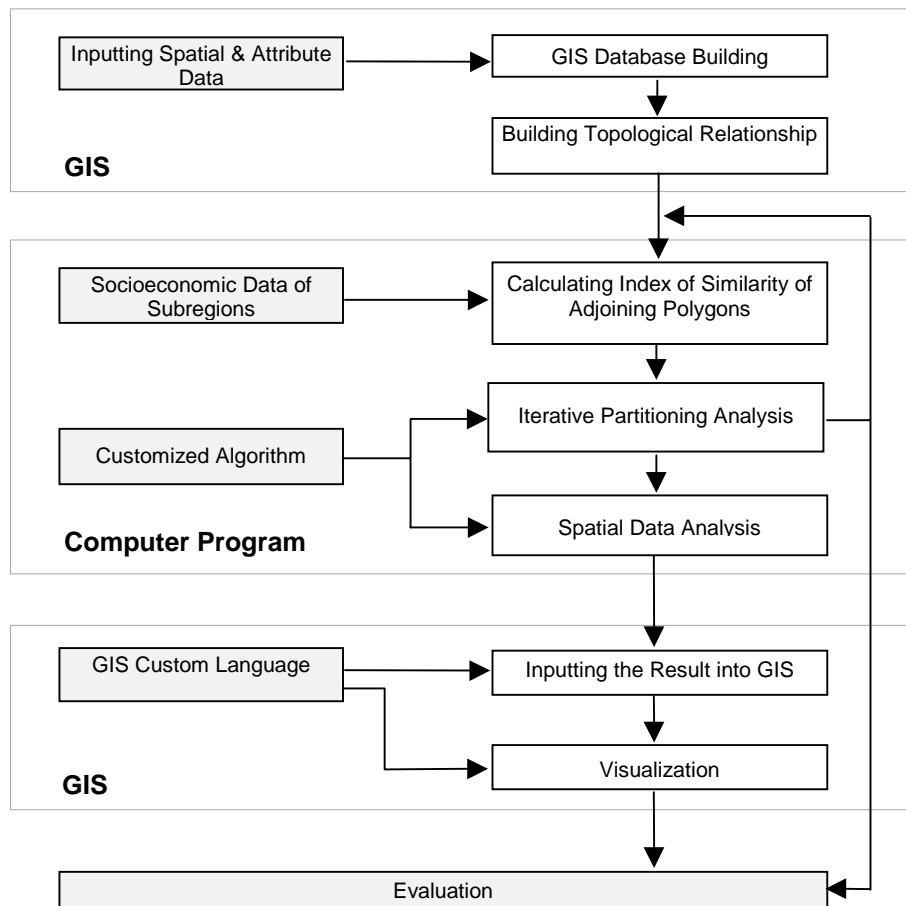 Inputting Spatial & Attribute
Data
GIS Database Building
Building Topological Relationship
GIS
Socioeconomic Data of
Subregions
Calculating Index of Similarity of
Adjoining Polygons
Iterative Partitioning Analysis
Customized Algorithm
Spatial Data Analysis
Computer Program
GIS Custom Language
Inputting the Result into GIS
Visualization
GIS
Evaluation